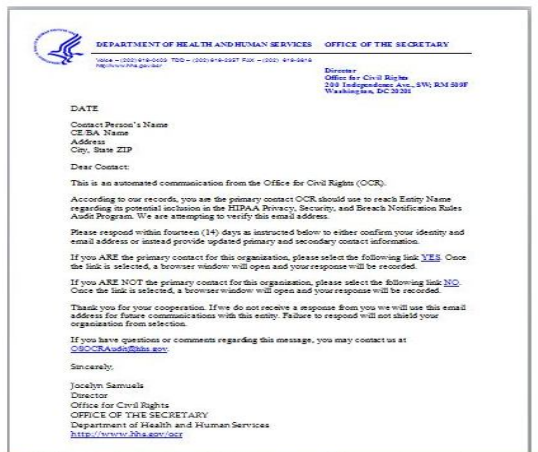 DEPARTMENT OF HEALTH AND HUMAN SERVICES OFFICE OF THE SECRETARY
Director
Office for Civil Rights
200 Independence Ave., SW; RM 509F
Washington, DC 20201
DATE
Contact Person's Name
CE/BA Name
Address
City, State ZIP
Dear Contact:
This is an automated communication from the Office for Civil Rights (OCR).
According to our records, you are the primary contact OCR should use to reach Entity Name
regarding its potential inclusion in the HIPAA Privacy, Security, and Breach Notification Rules
Audit Program. We are attempting to verify this email address.
Please respond within fourteen (14) days as instructed below to either confirm your identity and
email address or instead provide updated primary and secondary contact information.
If you ARE the primary contact for this organization, please select the following link YES. Once
the link is selected, a browser window will open and your response will be recorded.
If you ARE NOT the primary contact for this organization, please select the following link NO.
Once the link is selected, a browser window will open and your response will be recorded.
Thank you for your cooperation. If we do not receive a response from you we will use this email
address for future communications with this entity. Failure to respond will not shield your
organization from selection.
If you have questions or comments regarding this message, you may contact us at
OSOCRAudit@hhs.gov.
Sincerely,
Jocelyn Samuels
Director
Office for Civil Rights
OFFICE OF THE SECRETARY
Department of Health and Human Services
http://www.hhs.gov/ocr